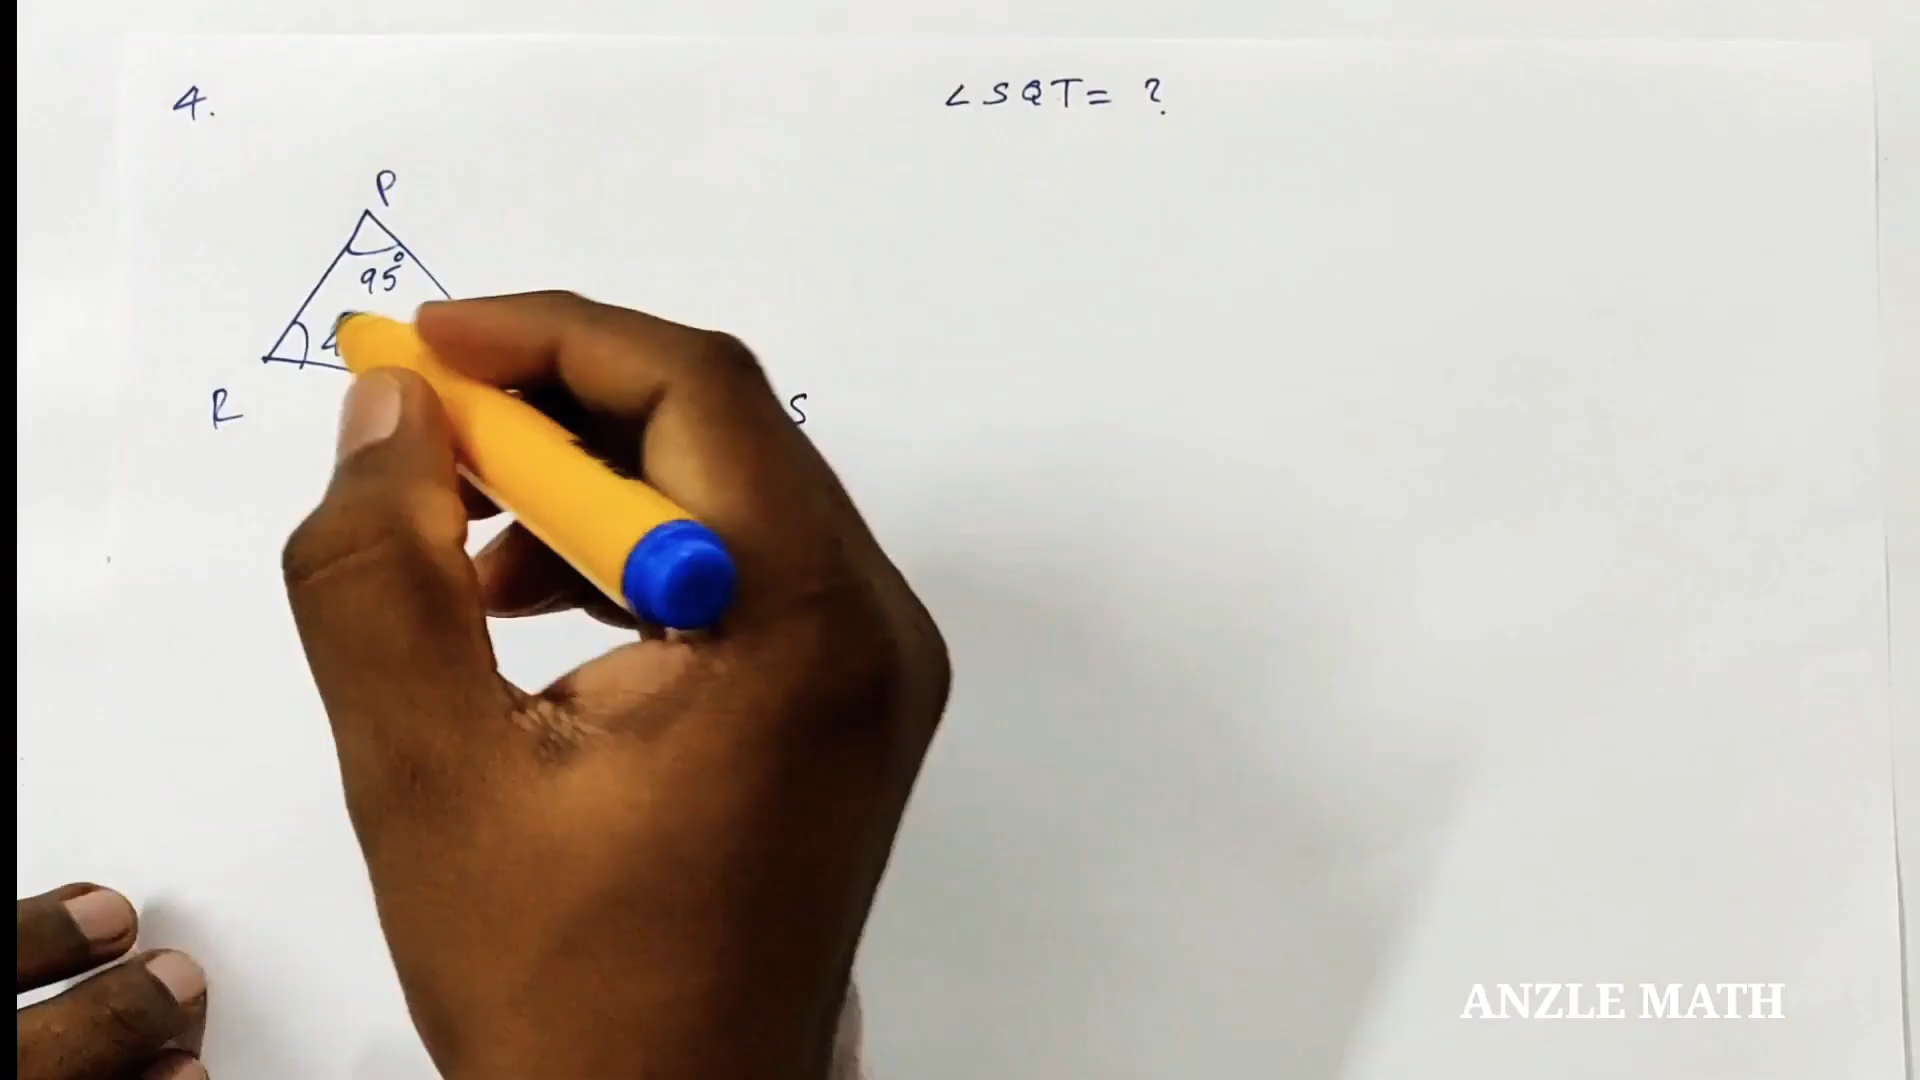 4.
∠SQT= ?
P
95°
R
S
ANZLE MATH